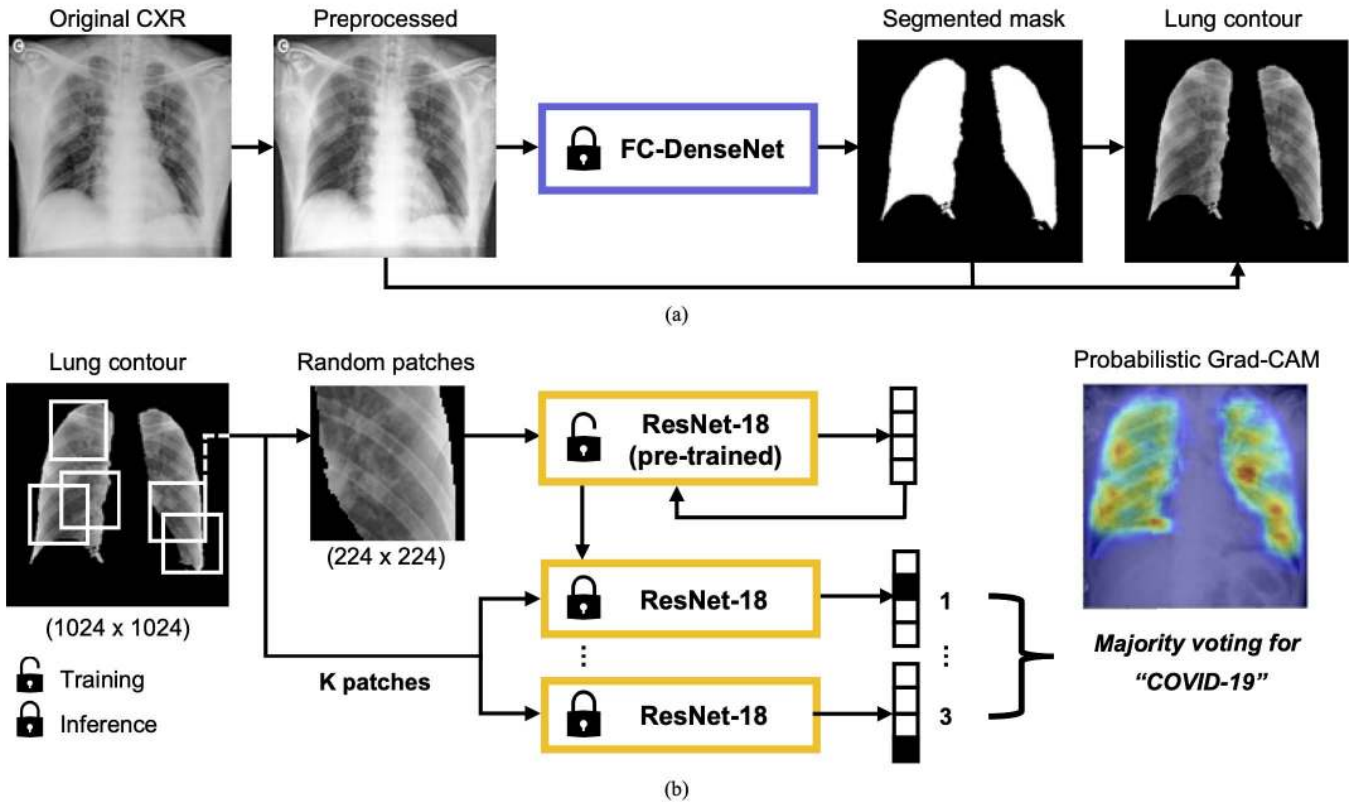 Original CXR
Preprocessed
Segmented mask
Lung contour
C
C
FC-DenseNet
(a)
Lung contour
Random patches
Probabilistic Grad-CAM
ResNet-18
(pre-trained)
(224 x 224)
(1024 x 1024)
ResNet-18
1
⋮
⋮
Majority voting for
“COVID-19”
Training
K patches
Inference
ResNet-18
3
(b)